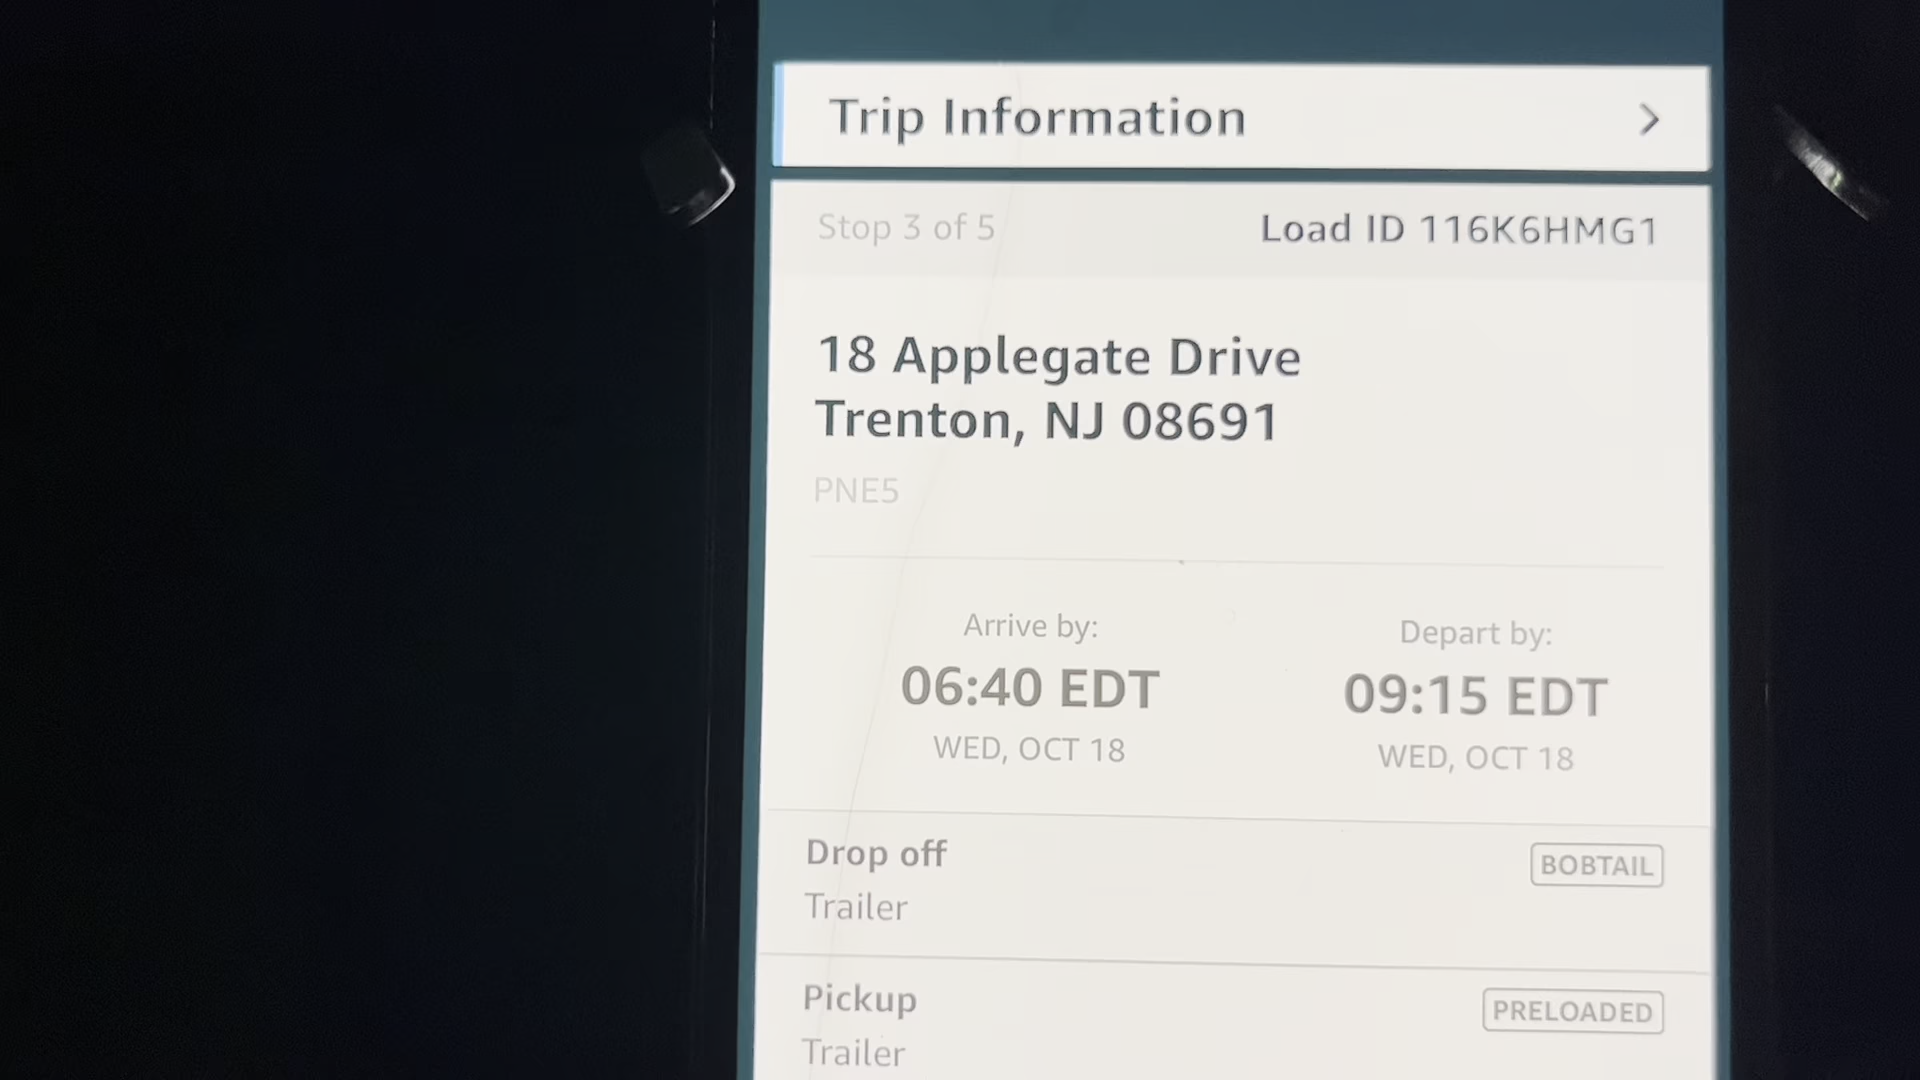 Trip Information
Stop 3 of 5
Load ID 116K6HMG1
18 Applegate Drive
Trenton, NJ 08691
PNE5
Arrive by:
Depart by:
06:40 EDT
09:15 EDT
WED, OCT 18
WED, OCT 18
Drop off
BOBTAIL
Trailer
Pickup
PRELOADED
Trailer